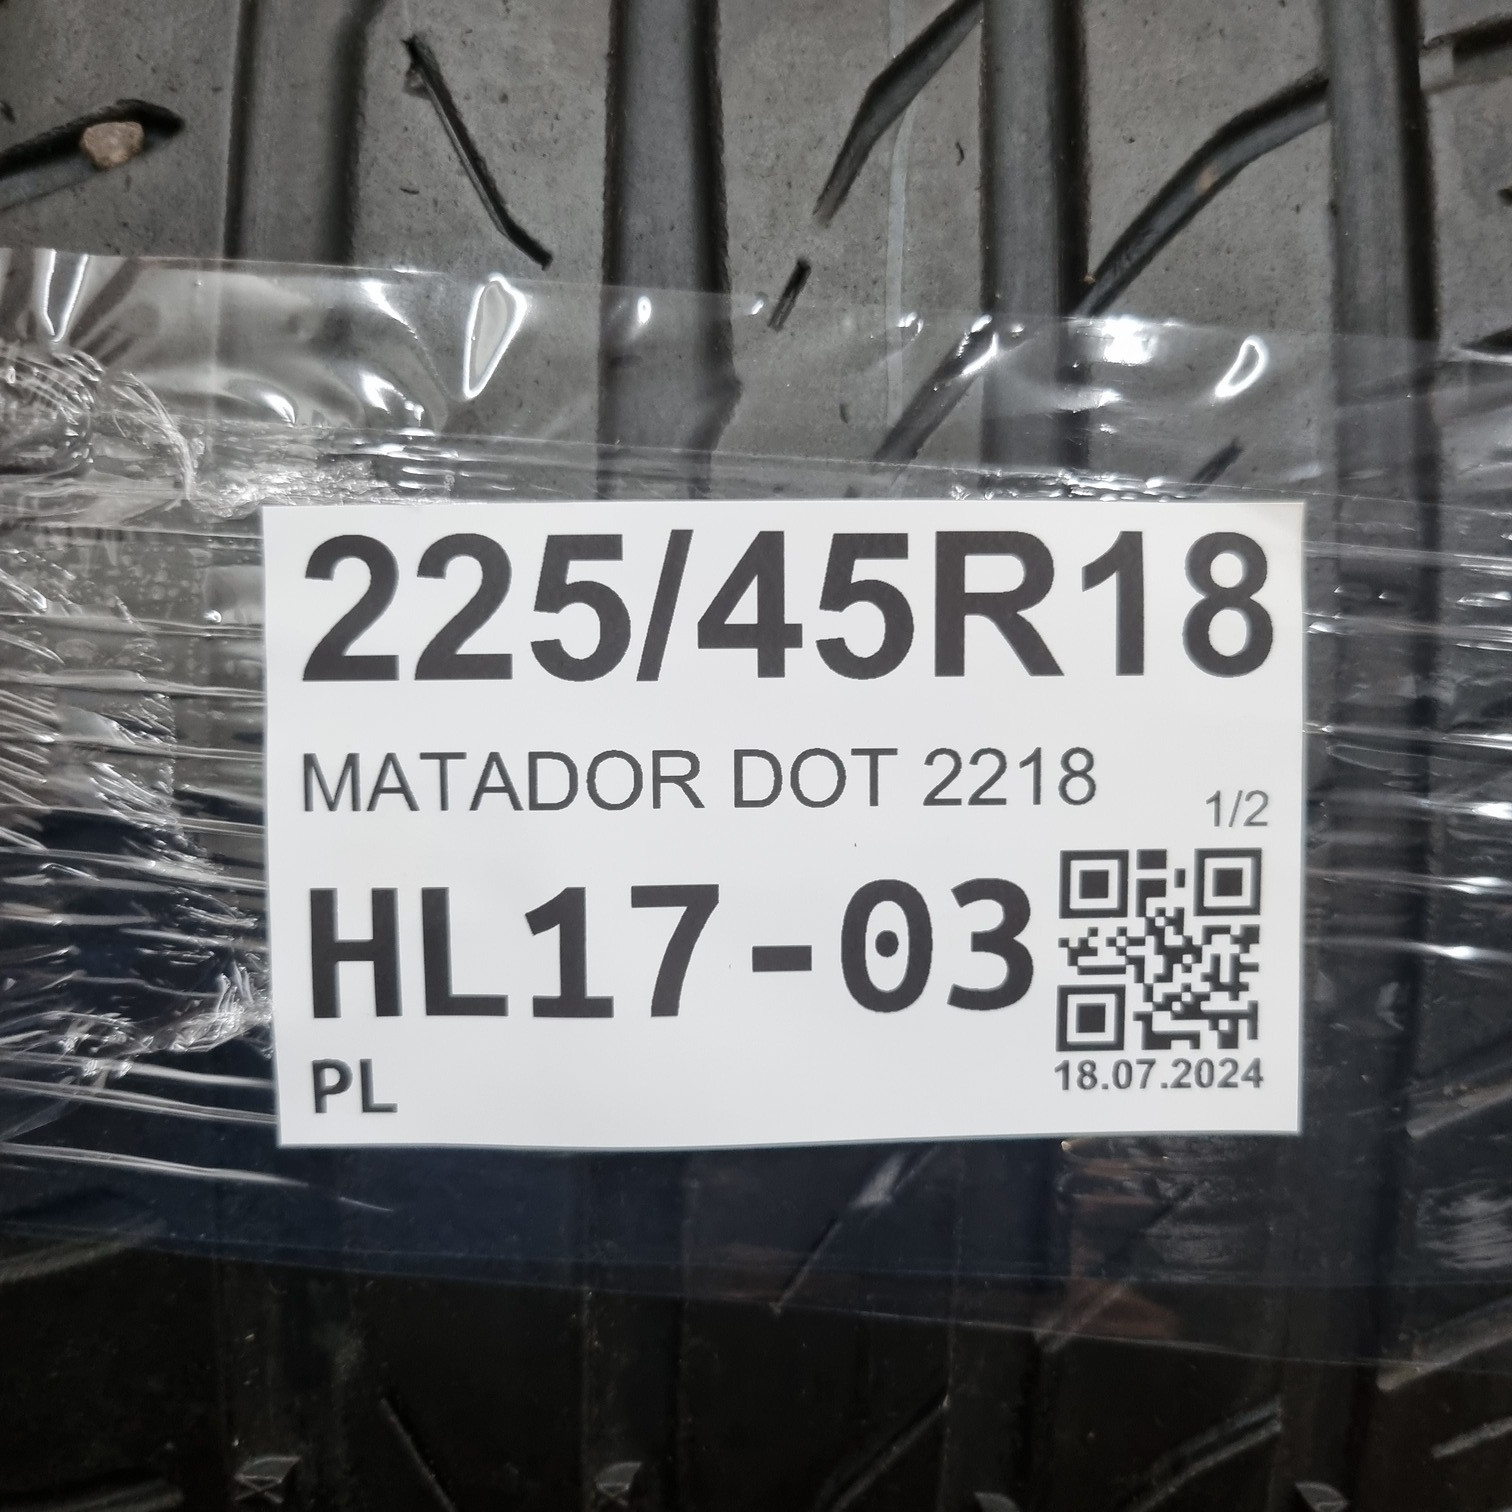 225/45R18
MATADOR DOT 2218
1/2
HL17-03
PL
18.07.2024